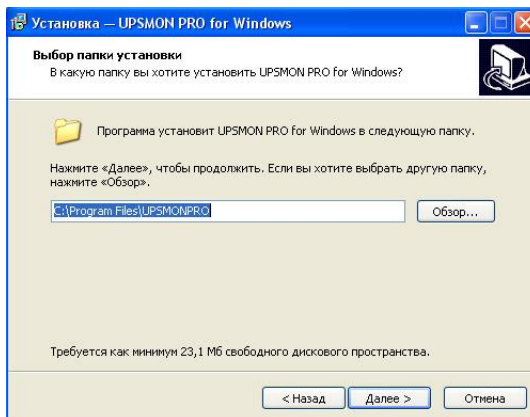 Установка — UPSMON PRO for Windows
Выбор папки установки
В какую папку вы хотите установить UPSMON PRO for Windows?
Программа установит UPSMON PRO for Windows в следующую папку.
Нажмите «Далее», чтобы продолжить. Если вы хотите выбрать другую папку,
нажмите «Обзор».
C:\Program Files\UPSMONPRO
Обзор...
Требуется как минимум 23,1 Мб свободного дискового пространства.
< Назад
Далее >
Отмена